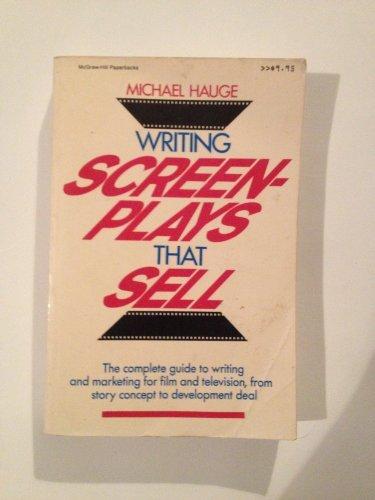 McGraw-Hill Paperbacks
>>$9.95
MICHAEL HAUGE
WRITING
SCREEN-
PLAYS
THAT
SELL
The complete guide to writing
and marketing for film and television, from
story concept to development deal